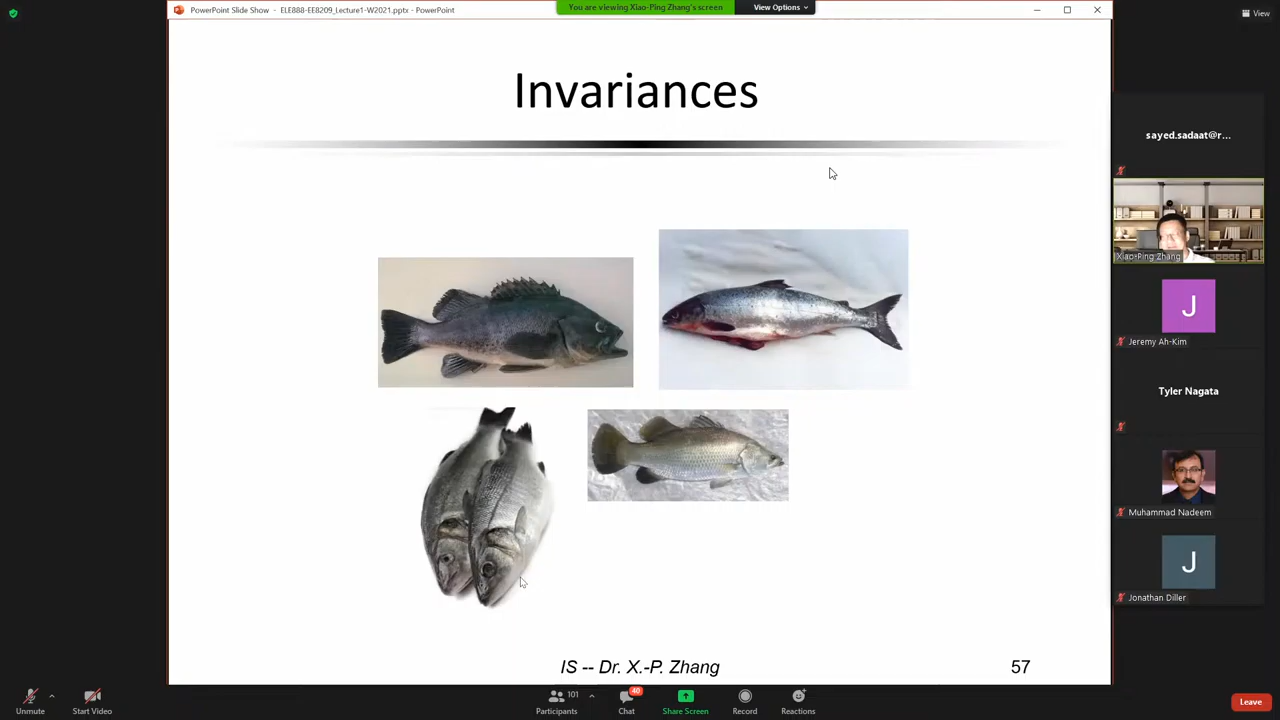 PowerPoint Slide Show - ELE888-EE8209_Lecture1-W2021.pptx - PowerPoint
You are viewing Xiao-Ping Zhang's screen
View Options
View
Invariances
sayed.sadaat@r...
Xiao-Ping Zhang
J
Jeremy Ah-Kim
Tyler Nagata
Muhammad Nadeem
J
Jonathan Diller
IS -- Dr. X.-P. Zhang
57
Unmute
Start Video
101
Participants
40
Chat
Share Screen
Record
Reactions
Leave